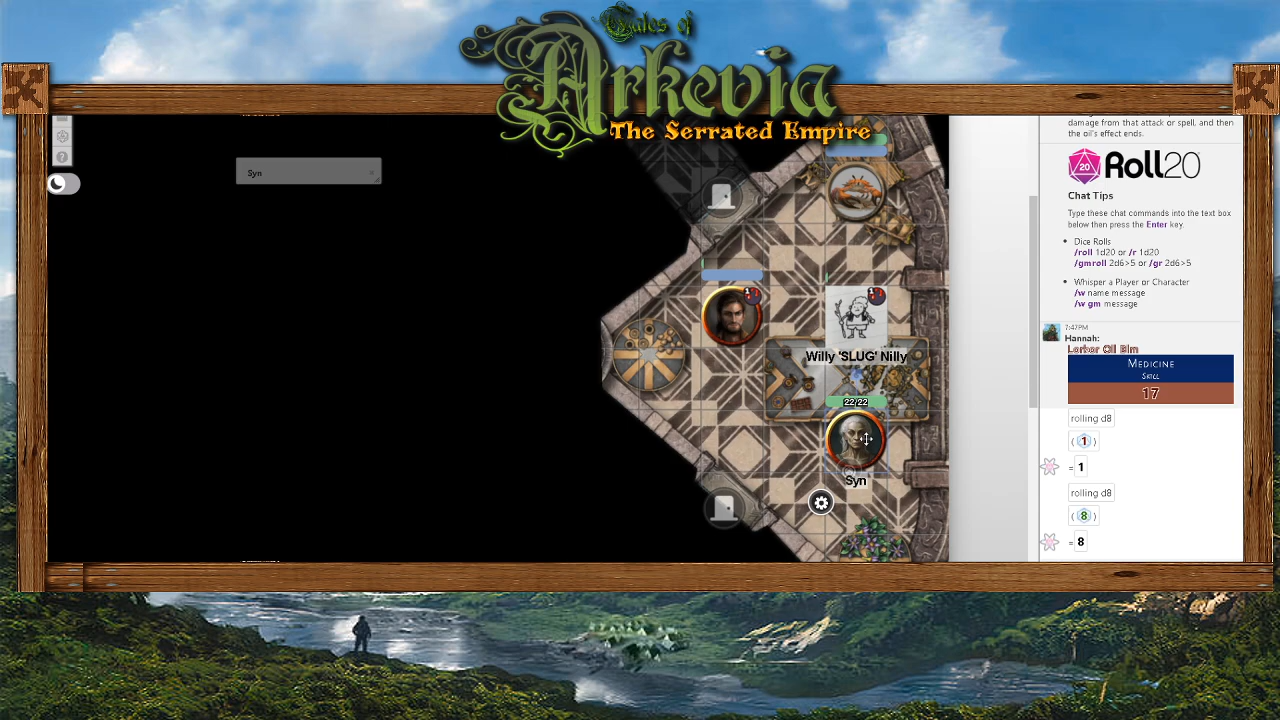 Tales of
Arkevia
The Serrated Empire
damage from that attack or spell, and then
the oil's effect ends.
20
Roll20
Chat Tips
Type these chat commands into the text box
below then press the Enter key.
Dice Rolls
/roll 1d20 or /r 1d20
/gmroll 2d6>5 or /gr 2d6>5
Whisper a Player or Character
/w name message
/w gm message
7:47PM
Hannah:
MEDICINE
SKILL
17
rolling d8
(1)
=1
rolling d8
(8)
=8
Syn
Willy 'SLUG' Nilly
22/22
Syn